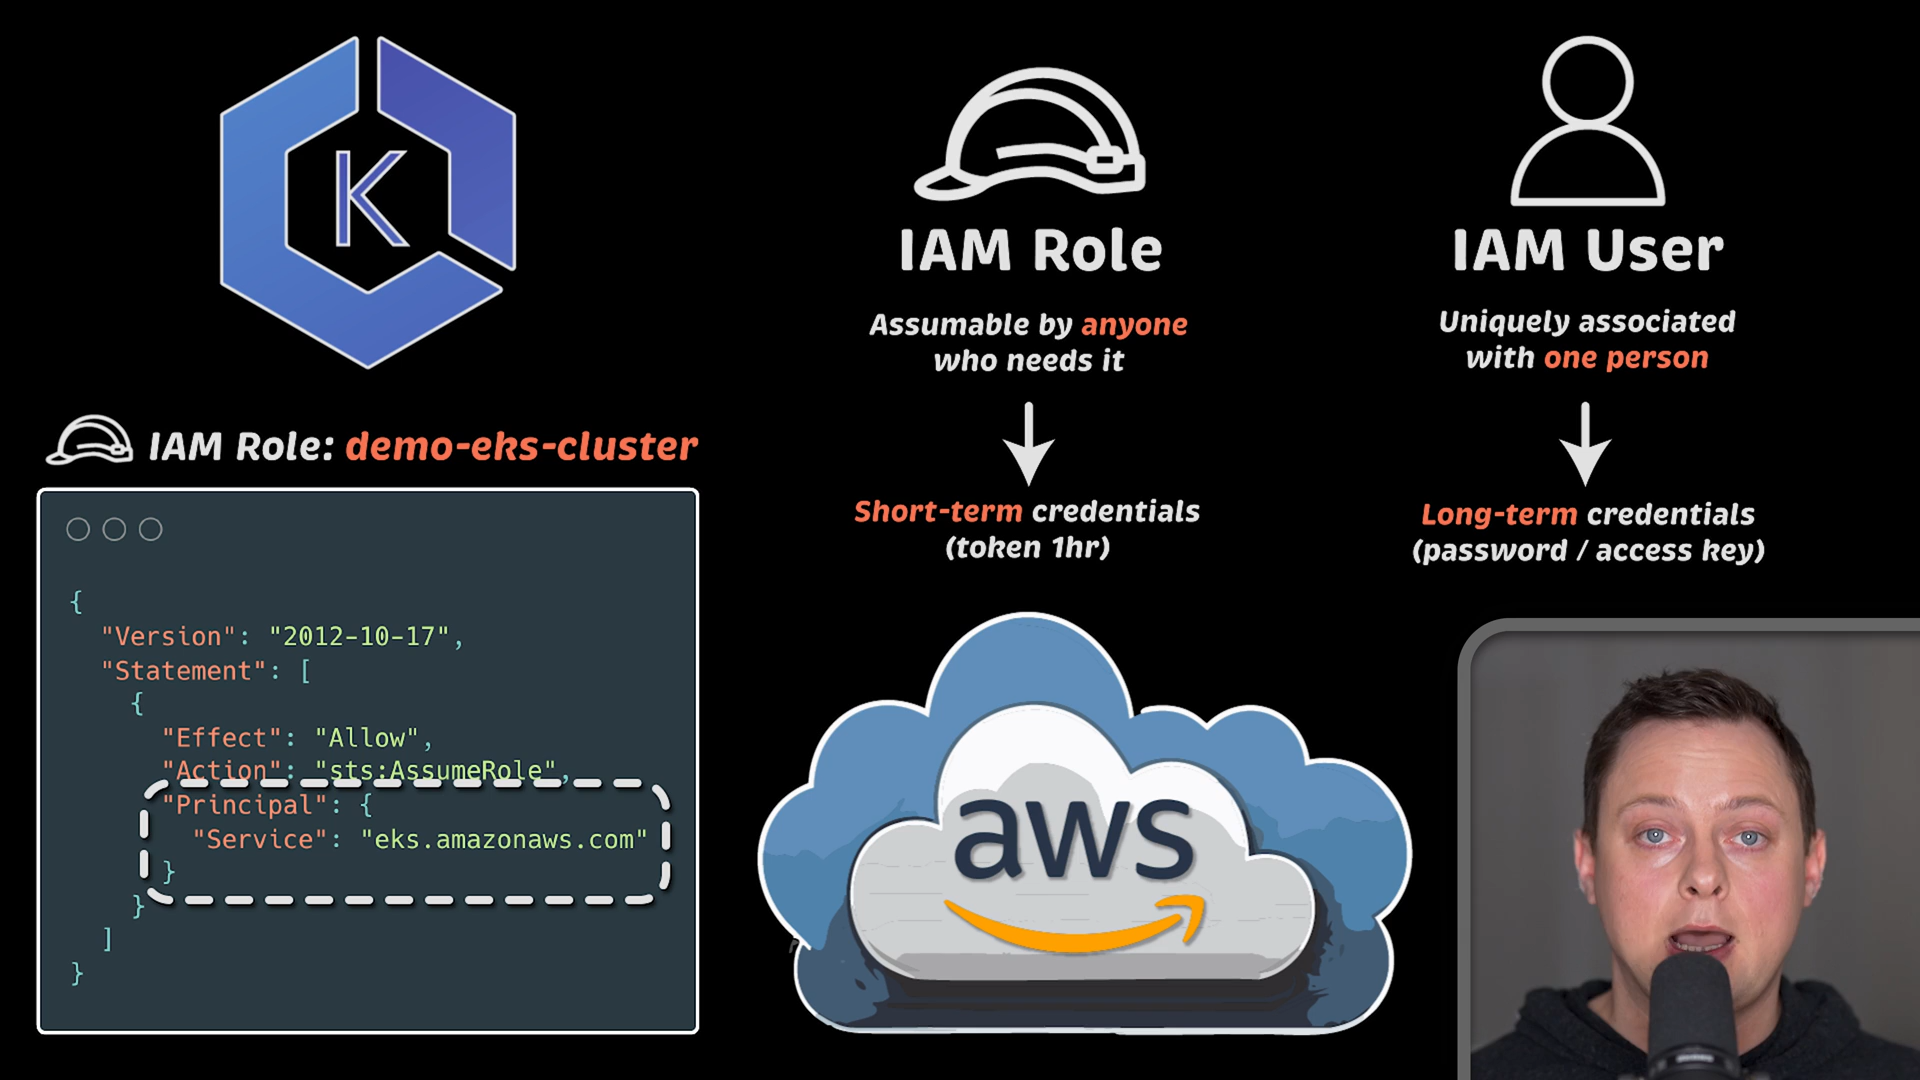 K
IAM Role: demo-eks-cluster
{
  "Version": "2012-10-17",
  "Statement": [
    {
      "Effect": "Allow",
      "Action": "sts:AssumeRole",
      "Principal": {
        "Service": "eks.amazonaws.com"
      }
    }
  ]
}
IAM Role
Assumable by anyone
who needs it
Short-term credentials
(token 1hr)
IAM User
Uniquely associated
with one person
Long-term credentials
(password / access key)
aws